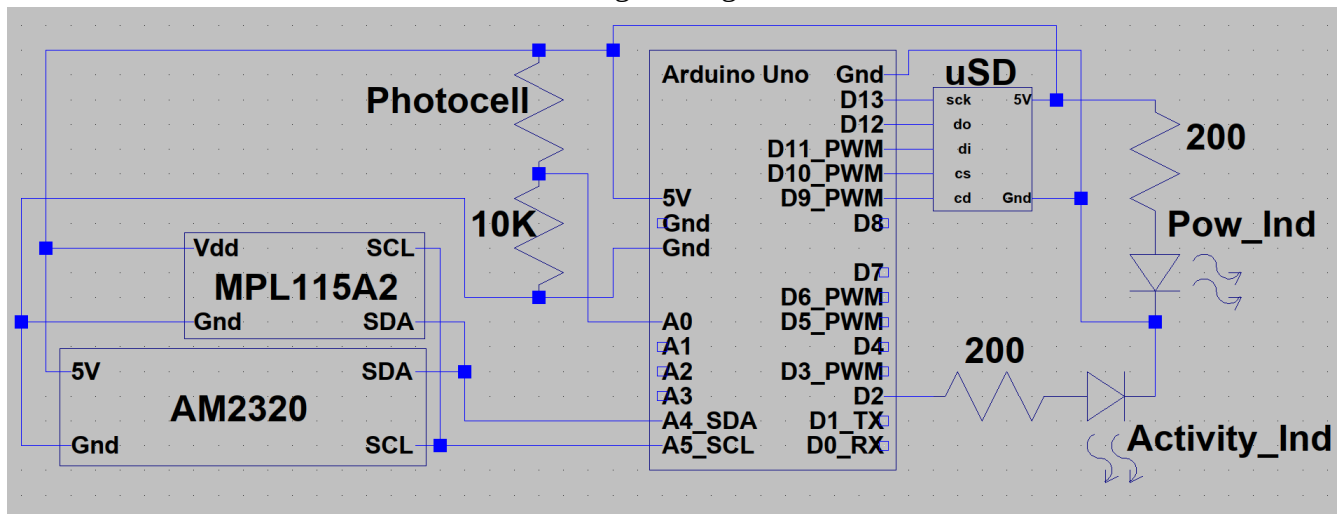 Photocell
10K
Vdd
SCL
MPL115A2
Gnd
SDA
5V
SDA
AM2320
Gnd
SCL
Arduino Uno
Gnd
D13
D12
D11_PWM
D10_PWM
D9_PWM
5V
Gnd
D8
Gnd
D7
D6_PWM
A0
D5_PWM
A1
D4
A2
D3_PWM
A3
D2
A4_SDA
D1_TX
A5_SCL
D0_RX
uSD
sck
5V
do
di
cs
cd
Gnd
200
Pow_Ind
200
Activity_Ind